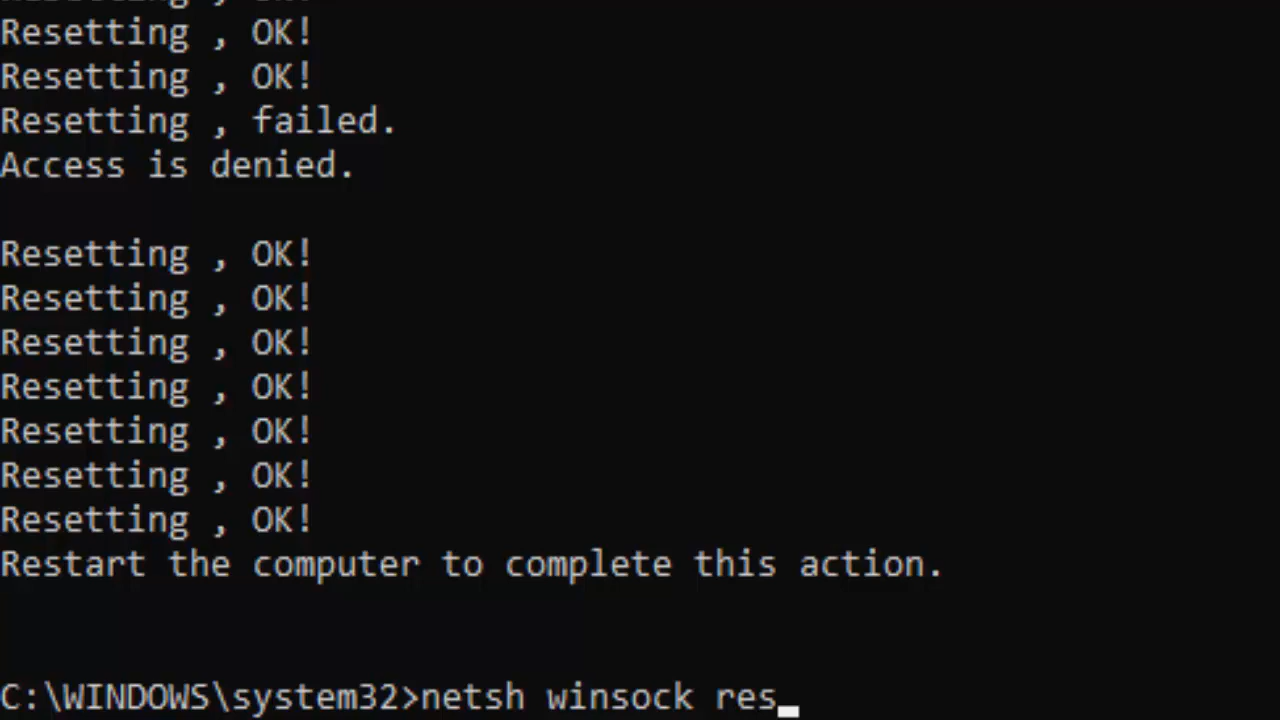 Resetting , OK!
Resetting , OK!
Resetting , failed.
Access is denied.
Resetting , OK!
Resetting , OK!
Resetting , OK!
Resetting , OK!
Resetting , OK!
Resetting , OK!
Resetting , OK!
Restart the computer to complete this action.
C:\WINDOWS\system32>netsh winsock res